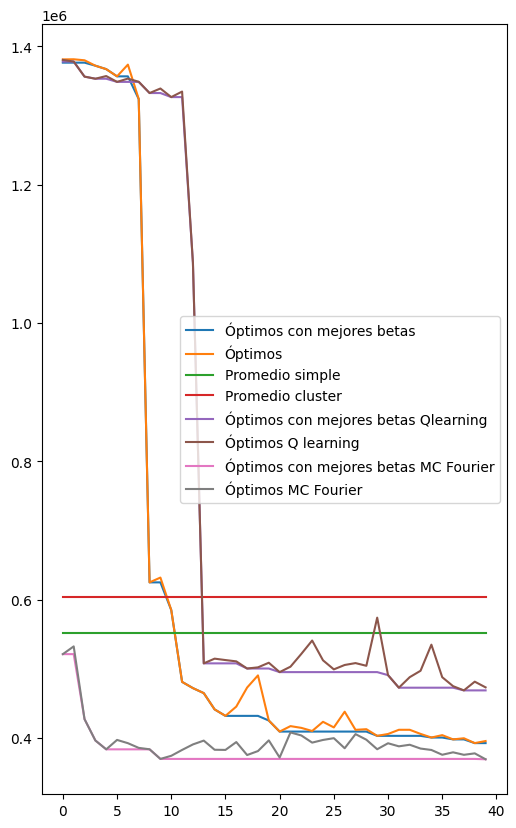 1e6
1.4
1.2
1.0
0.8
0.6
0.4
Óptimos con mejores betas
Óptimos
Promedio simple
Promedio cluster
Óptimos con mejores betas Qlearning
Óptimos Q learning
Óptimos con mejores betas MC Fourier
Óptimos MC Fourier
0 5 10 15 20 25 30 35 40